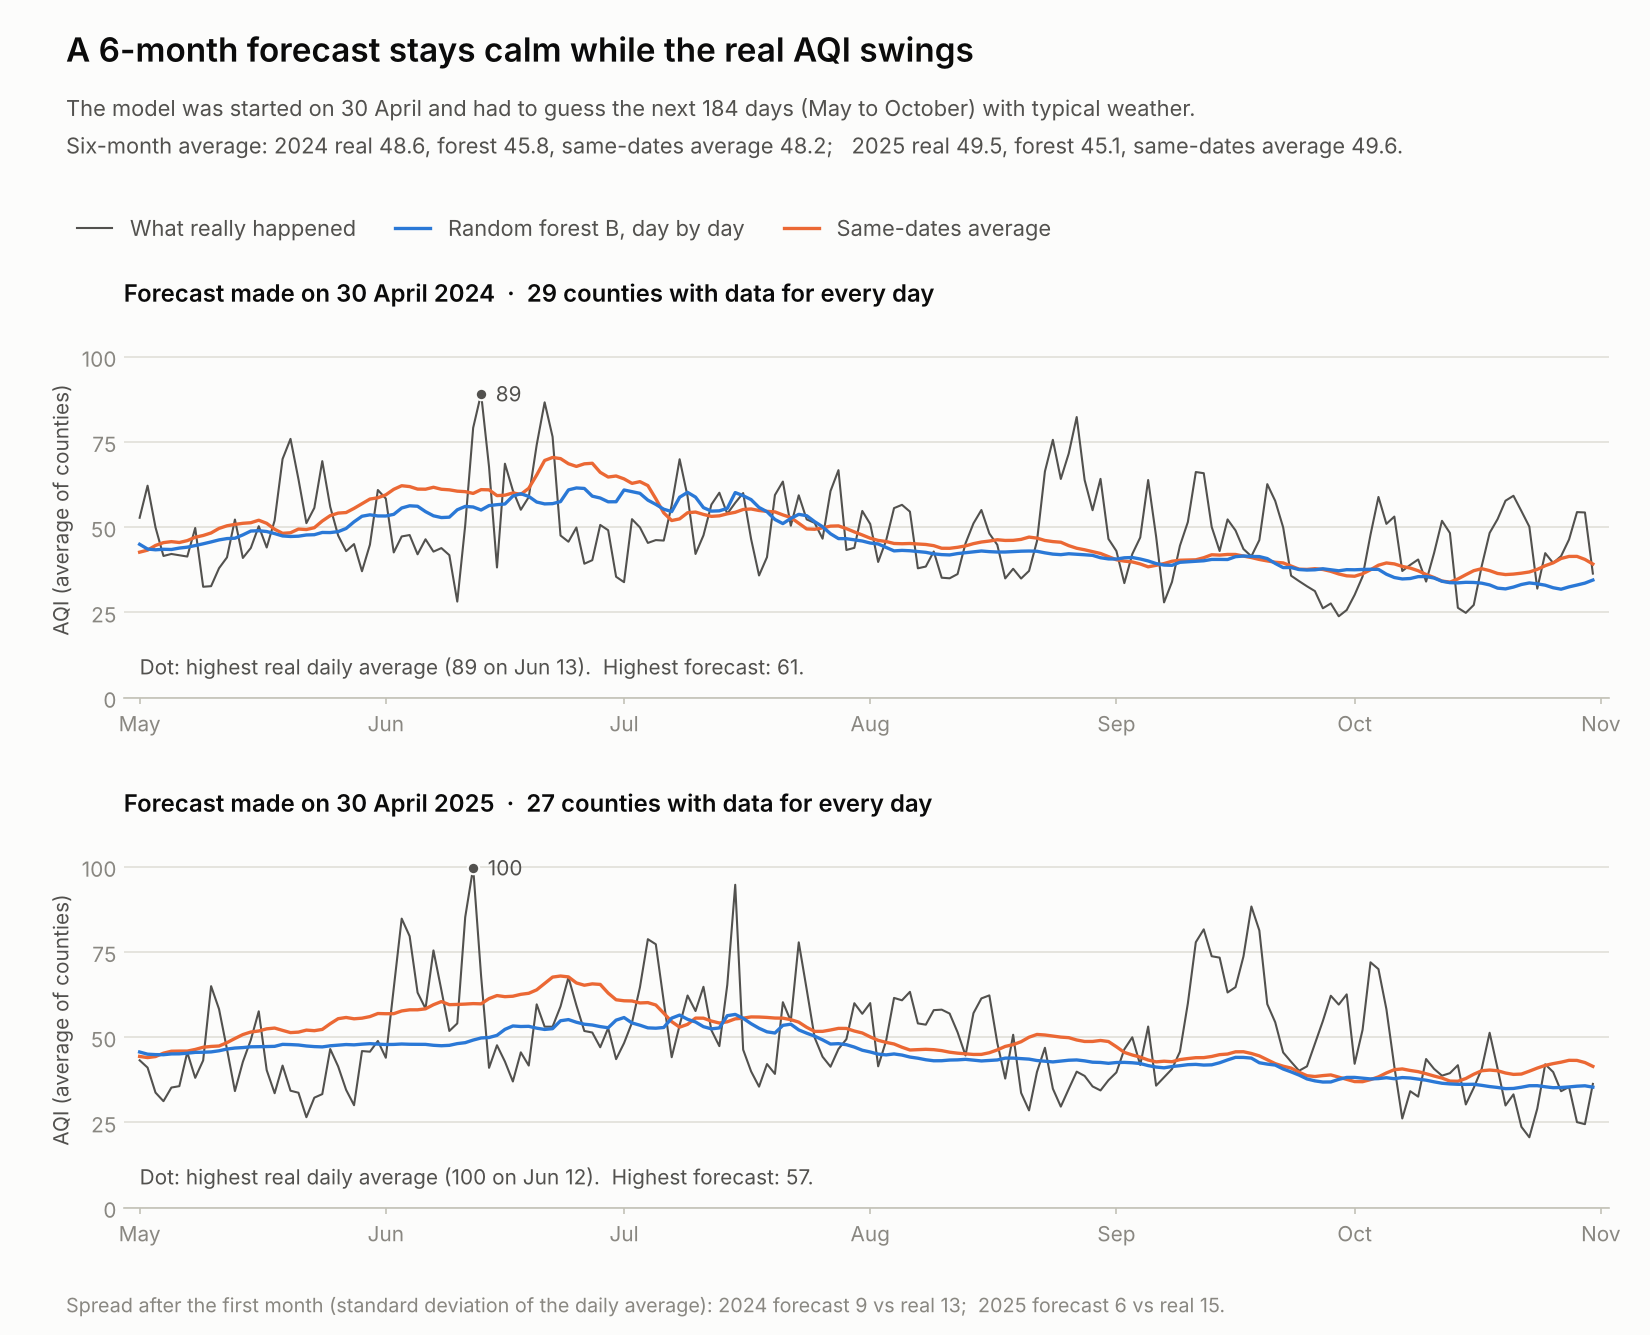 A 6-month forecast stays calm while the real AQI swings
The model was started on 30 April and had to guess the next 184 days (May to October) with typical weather.
Six-month average: 2024 real 48.6, forest 45.8, same-dates average 48.2; 2025 real 49.5, forest 45.1, same-dates average 49.6.
What really happened Random forest B, day by day Same-dates average
Forecast made on 30 April 2024 · 29 counties with data for every day
AQI (average of counties)
100
89
75
50
25
Dot: highest real daily average (89 on Jun 13). Highest forecast: 61.
0
May Jun Jul Aug Sep Oct Nov
Forecast made on 30 April 2025 · 27 counties with data for every day
AQI (average of counties)
100
100
75
50
25
Dot: highest real daily average (100 on Jun 12). Highest forecast: 57.
0
May Jun Jul Aug Sep Oct Nov
Spread after the first month (standard deviation of the daily average): 2024 forecast 9 vs real 13; 2025 forecast 6 vs real 15.